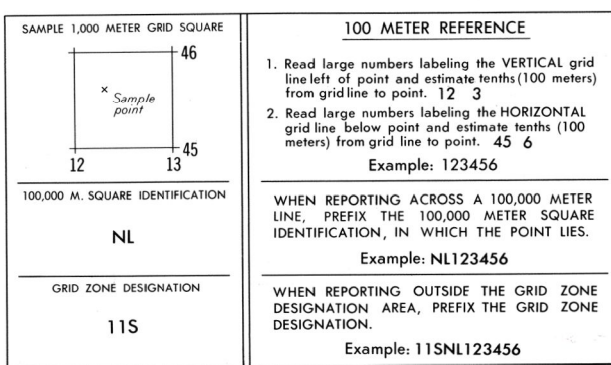 SAMPLE 1,000 METER GRID SQUARE
46
×
Sample
point
45
12 13
100,000 M. SQUARE IDENTIFICATION
NL
GRID ZONE DESIGNATION
11S
100 METER REFERENCE
1. Read large numbers labeling the VERTICAL grid
line left of point and estimate tenths (100 meters)
from grid line to point. 12 3
2. Read large numbers labeling the HORIZONTAL
grid line below point and estimate tenths (100
meters) from grid line to point. 45 6
Example: 123456
WHEN REPORTING ACROSS A 100,000 METER
LINE, PREFIX THE 100,000 METER SQUARE
IDENTIFICATION, IN WHICH THE POINT LIES.
Example: NL123456
WHEN REPORTING OUTSIDE THE GRID ZONE
DESIGNATION AREA, PREFIX THE GRID ZONE
DESIGNATION.
Example: 11SNL123456